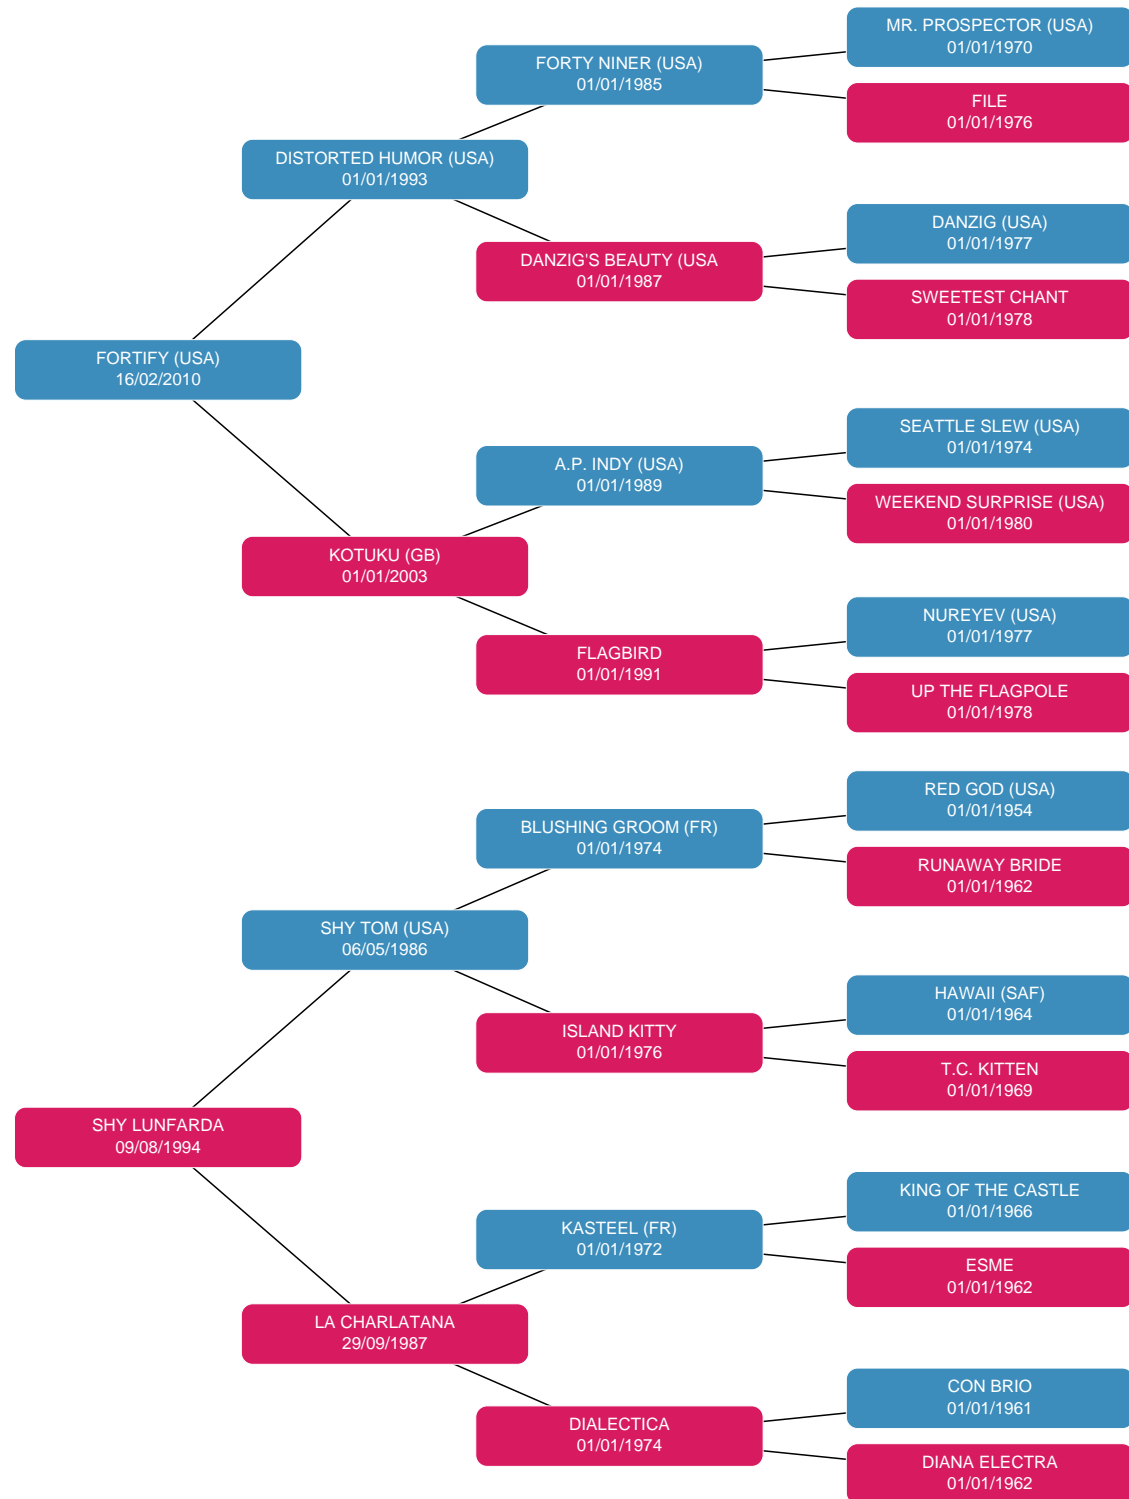 MR. PROSPECTOR (USA)
01/01/1970
FORTY NINER (USA)
01/01/1985
FILE
01/01/1976
DISTORTED HUMOR (USA)
01/01/1993
DANZIG (USA)
01/01/1977
DANZIG'S BEAUTY (USA
01/01/1987
SWEETEST CHANT
01/01/1978
FORTIFY (USA)
16/02/2010
SEATTLE SLEW (USA)
01/01/1974
A.P. INDY (USA)
01/01/1989
WEEKEND SURPRISE (USA)
01/01/1980
KOTUKU (GB)
01/01/2003
NUREYEV (USA)
01/01/1977
FLAGBIRD
01/01/1991
UP THE FLAGPOLE
01/01/1978
RED GOD (USA)
01/01/1954
BLUSHING GROOM (FR)
01/01/1974
RUNAWAY BRIDE
01/01/1962
SHY TOM (USA)
06/05/1986
HAWAII (SAF)
01/01/1964
ISLAND KITTY
01/01/1976
T.C. KITTEN
01/01/1969
SHY LUNFARDA
09/08/1994
KING OF THE CASTLE
01/01/1966
KASTEEL (FR)
01/01/1972
ESME
01/01/1962
LA CHARLATANA
29/09/1987
CON BRIO
01/01/1961
DIALECTICA
01/01/1974
DIANA ELECTRA
01/01/1962